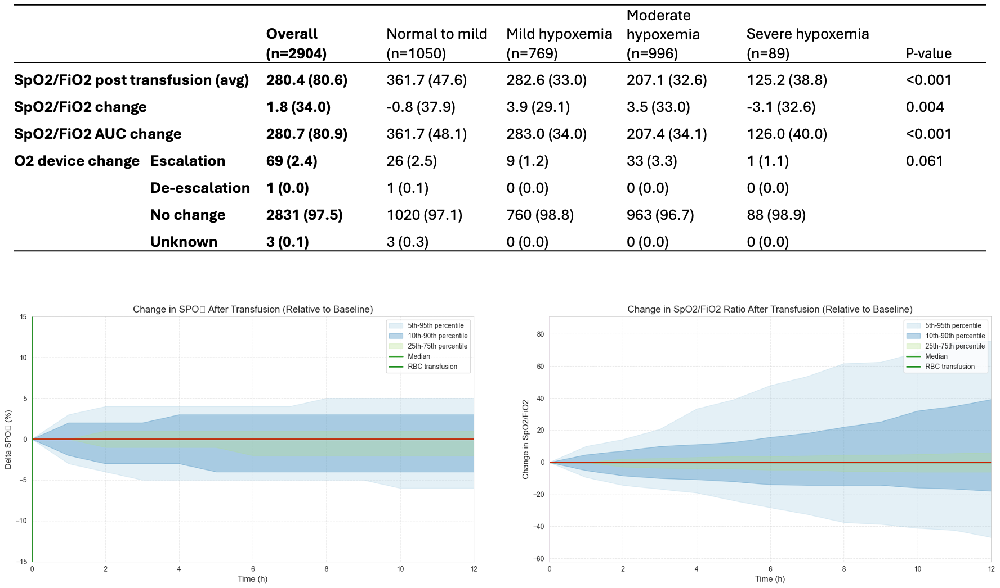 Overall (n=2904) Normal to mild (n=1050) Mild hypoxemia (n=769) Moderate hypoxemia (n=996) Severe hypoxemia (n=89) P-value
SpO2/FiO2 post transfusion (avg) 280.4 (80.6) 361.7 (47.6) 282.6 (33.0) 207.1 (32.6) 125.2 (38.8) <0.001
SpO2/FiO2 change 1.8 (34.0) -0.8 (37.9) 3.9 (29.1) 3.5 (33.0) -3.1 (32.6) 0.004
SpO2/FiO2 AUC change 280.7 (80.9) 361.7 (48.1) 283.0 (34.0) 207.4 (34.1) 126.0 (40.0) <0.001
O2 device change Escalation 69 (2.4) 26 (2.5) 9 (1.2) 33 (3.3) 1 (1.1) 0.061
De-escalation 1 (0.0) 1 (0.1) 0 (0.0) 0 (0.0) 0 (0.0)
No change 2831 (97.5) 1020 (97.1) 760 (98.8) 963 (96.7) 88 (98.9)
Unknown 3 (0.1) 3 (0.3) 0 (0.0) 0 (0.0) 0 (0.0)
Change in SPO□ After Transfusion (Relative to Baseline)
15
10
5
0
−5
−10
−15
Delta SPO□ (%)
5th-95th percentile
10th-90th percentile
25th-75th percentile
Median
RBC transfusion
0 2 4 6 8 10 12
Time (h)
Change in SpO2/FiO2 Ratio After Transfusion (Relative to Baseline)
80
60
40
20
0
−20
−40
−60
Change in SpO2/FiO2
5th-95th percentile
10th-90th percentile
25th-75th percentile
Median
RBC transfusion
0 2 4 6 8 10 12
Time (h)